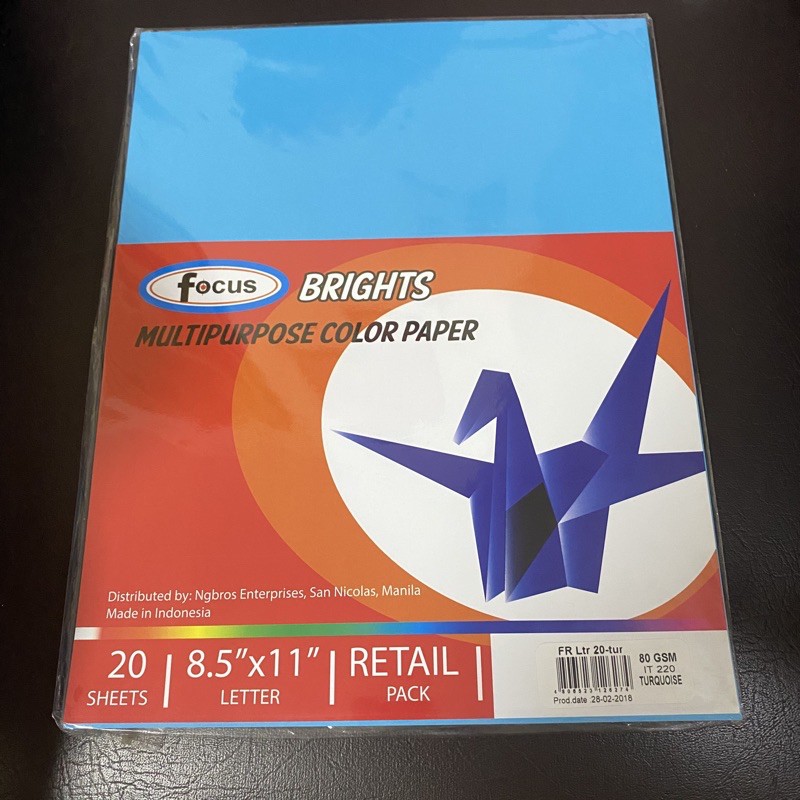 focus
BRIGHTS
MULTIPURPOSE COLOR PAPER
Distributed by: Ngbros Enterprises, San Nicolas, Manila
Made in Indonesia
20 SHEETS
8.5"x11" LETTER
RETAIL PACK
FR Ltr 20-tur
80 GSM
IT 220
TURQUOISE
Prod.date :28-02-2018